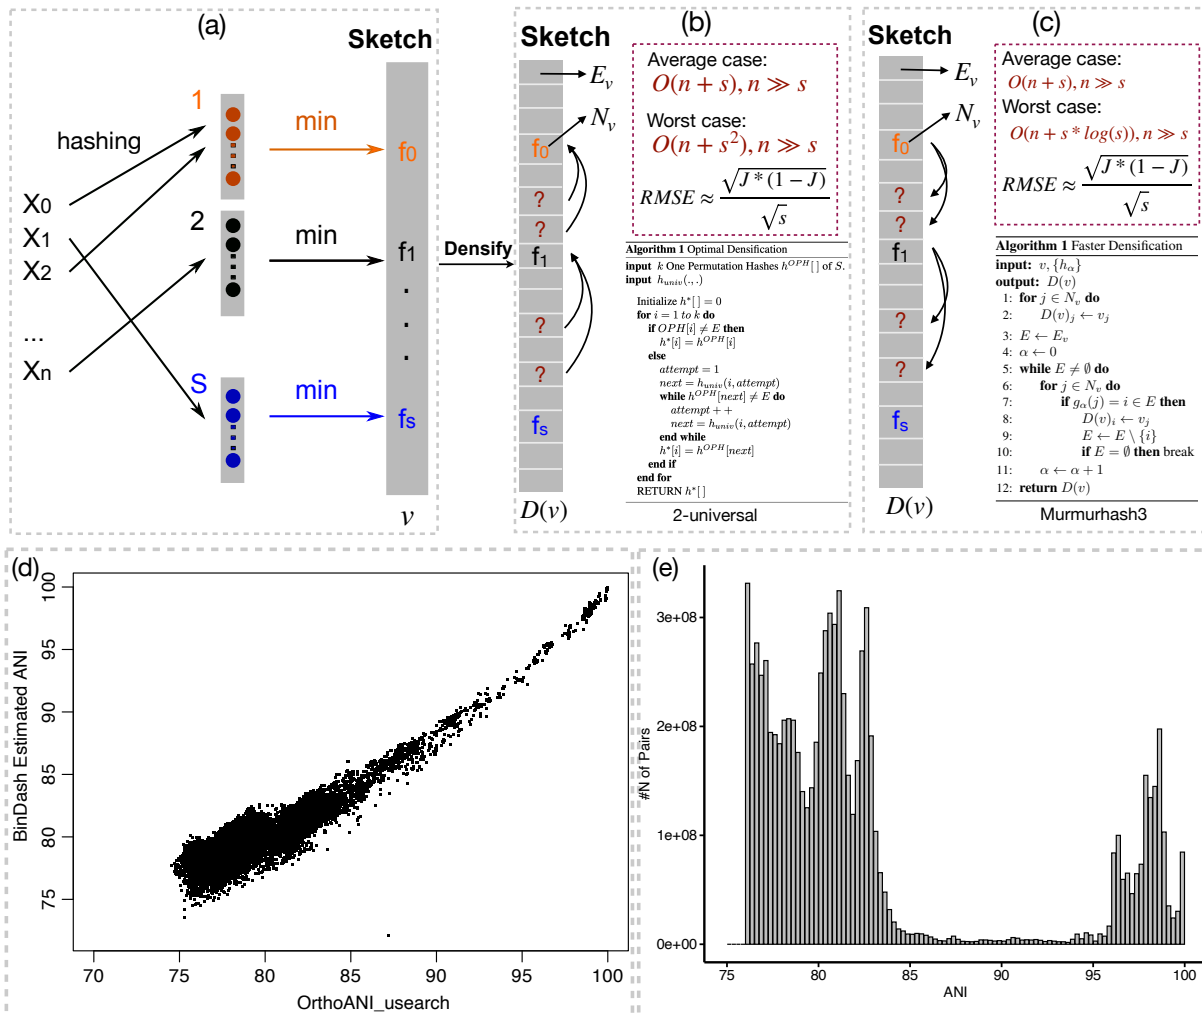 (a)
Sketch
hashing
X0
X1
X2
...
Xn
1
min
f0
2
min
f1
.
.
.
S
min
fs
v
Densify
(b)
Sketch
Ev
Nv
f0
?
?
f1
?
?
fs
D(v)
Average case:
O(n + s), n ≫ s
Worst case:
O(n + s²), n ≫ s
RMSE ≈ √J * (1 − J) / √s
Algorithm 1 Optimal Densification
input k One Permutation Hashes h^OPH[ ] of S.
input h_univ(., .)
Initialize h*[ ] = 0
for i = 1 to k do
if OPH[i] ≠ E then
h*[i] = h^OPH[i]
else
attempt = 1
next = h_univ(i, attempt)
while h^OPH[next] ≠ E do
attempt + +
next = h_univ(i, attempt)
end while
h*[i] = h^OPH[next]
end if
end for
RETURN h*[ ]
2-universal
(c)
Sketch
Ev
Nv
f0
?
?
f1
?
?
fs
D(v)
Average case:
O(n + s), n ≫ s
Worst case:
O(n + s * log(s)), n ≫ s
RMSE ≈ √J * (1 − J) / √s
Algorithm 1 Faster Densification
input: v, {hα}
output: D(v)
1: for j ∈ Nv do
2: D(v)j ← vj
3: E ← Ev
4: α ← 0
5: while E ≠ ∅ do
6: for j ∈ Nv do
7: if gα(j) = i ∈ E then
8: D(v)i ← vj
9: E ← E \ {i}
10: if E = ∅ then break
11: α ← α + 1
12: return D(v)
Murmurhash3
(d)
BinDash Estimated ANI
100
95
90
85
80
75
70 75 80 85 90 95 100
OrthoANI_usearch
(e)
#N of Pairs
3e+08
2e+08
1e+08
0e+00
75 80 85 90 95 100
ANI